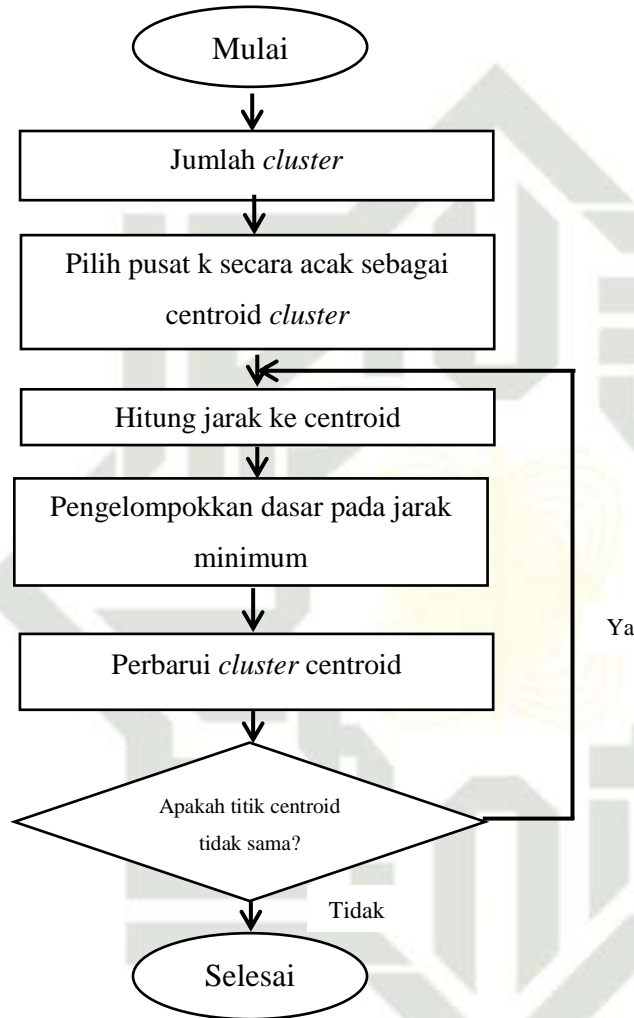 Mulai
Jumlah cluster
Pilih pusat k secara acak sebagai
centroid cluster
Hitung jarak ke centroid
Pengelompokkan dasar pada jarak
minimum
Ya
Perbarui cluster centroid
Apakah titik centroid
tidak sama?
Tidak
Selesai